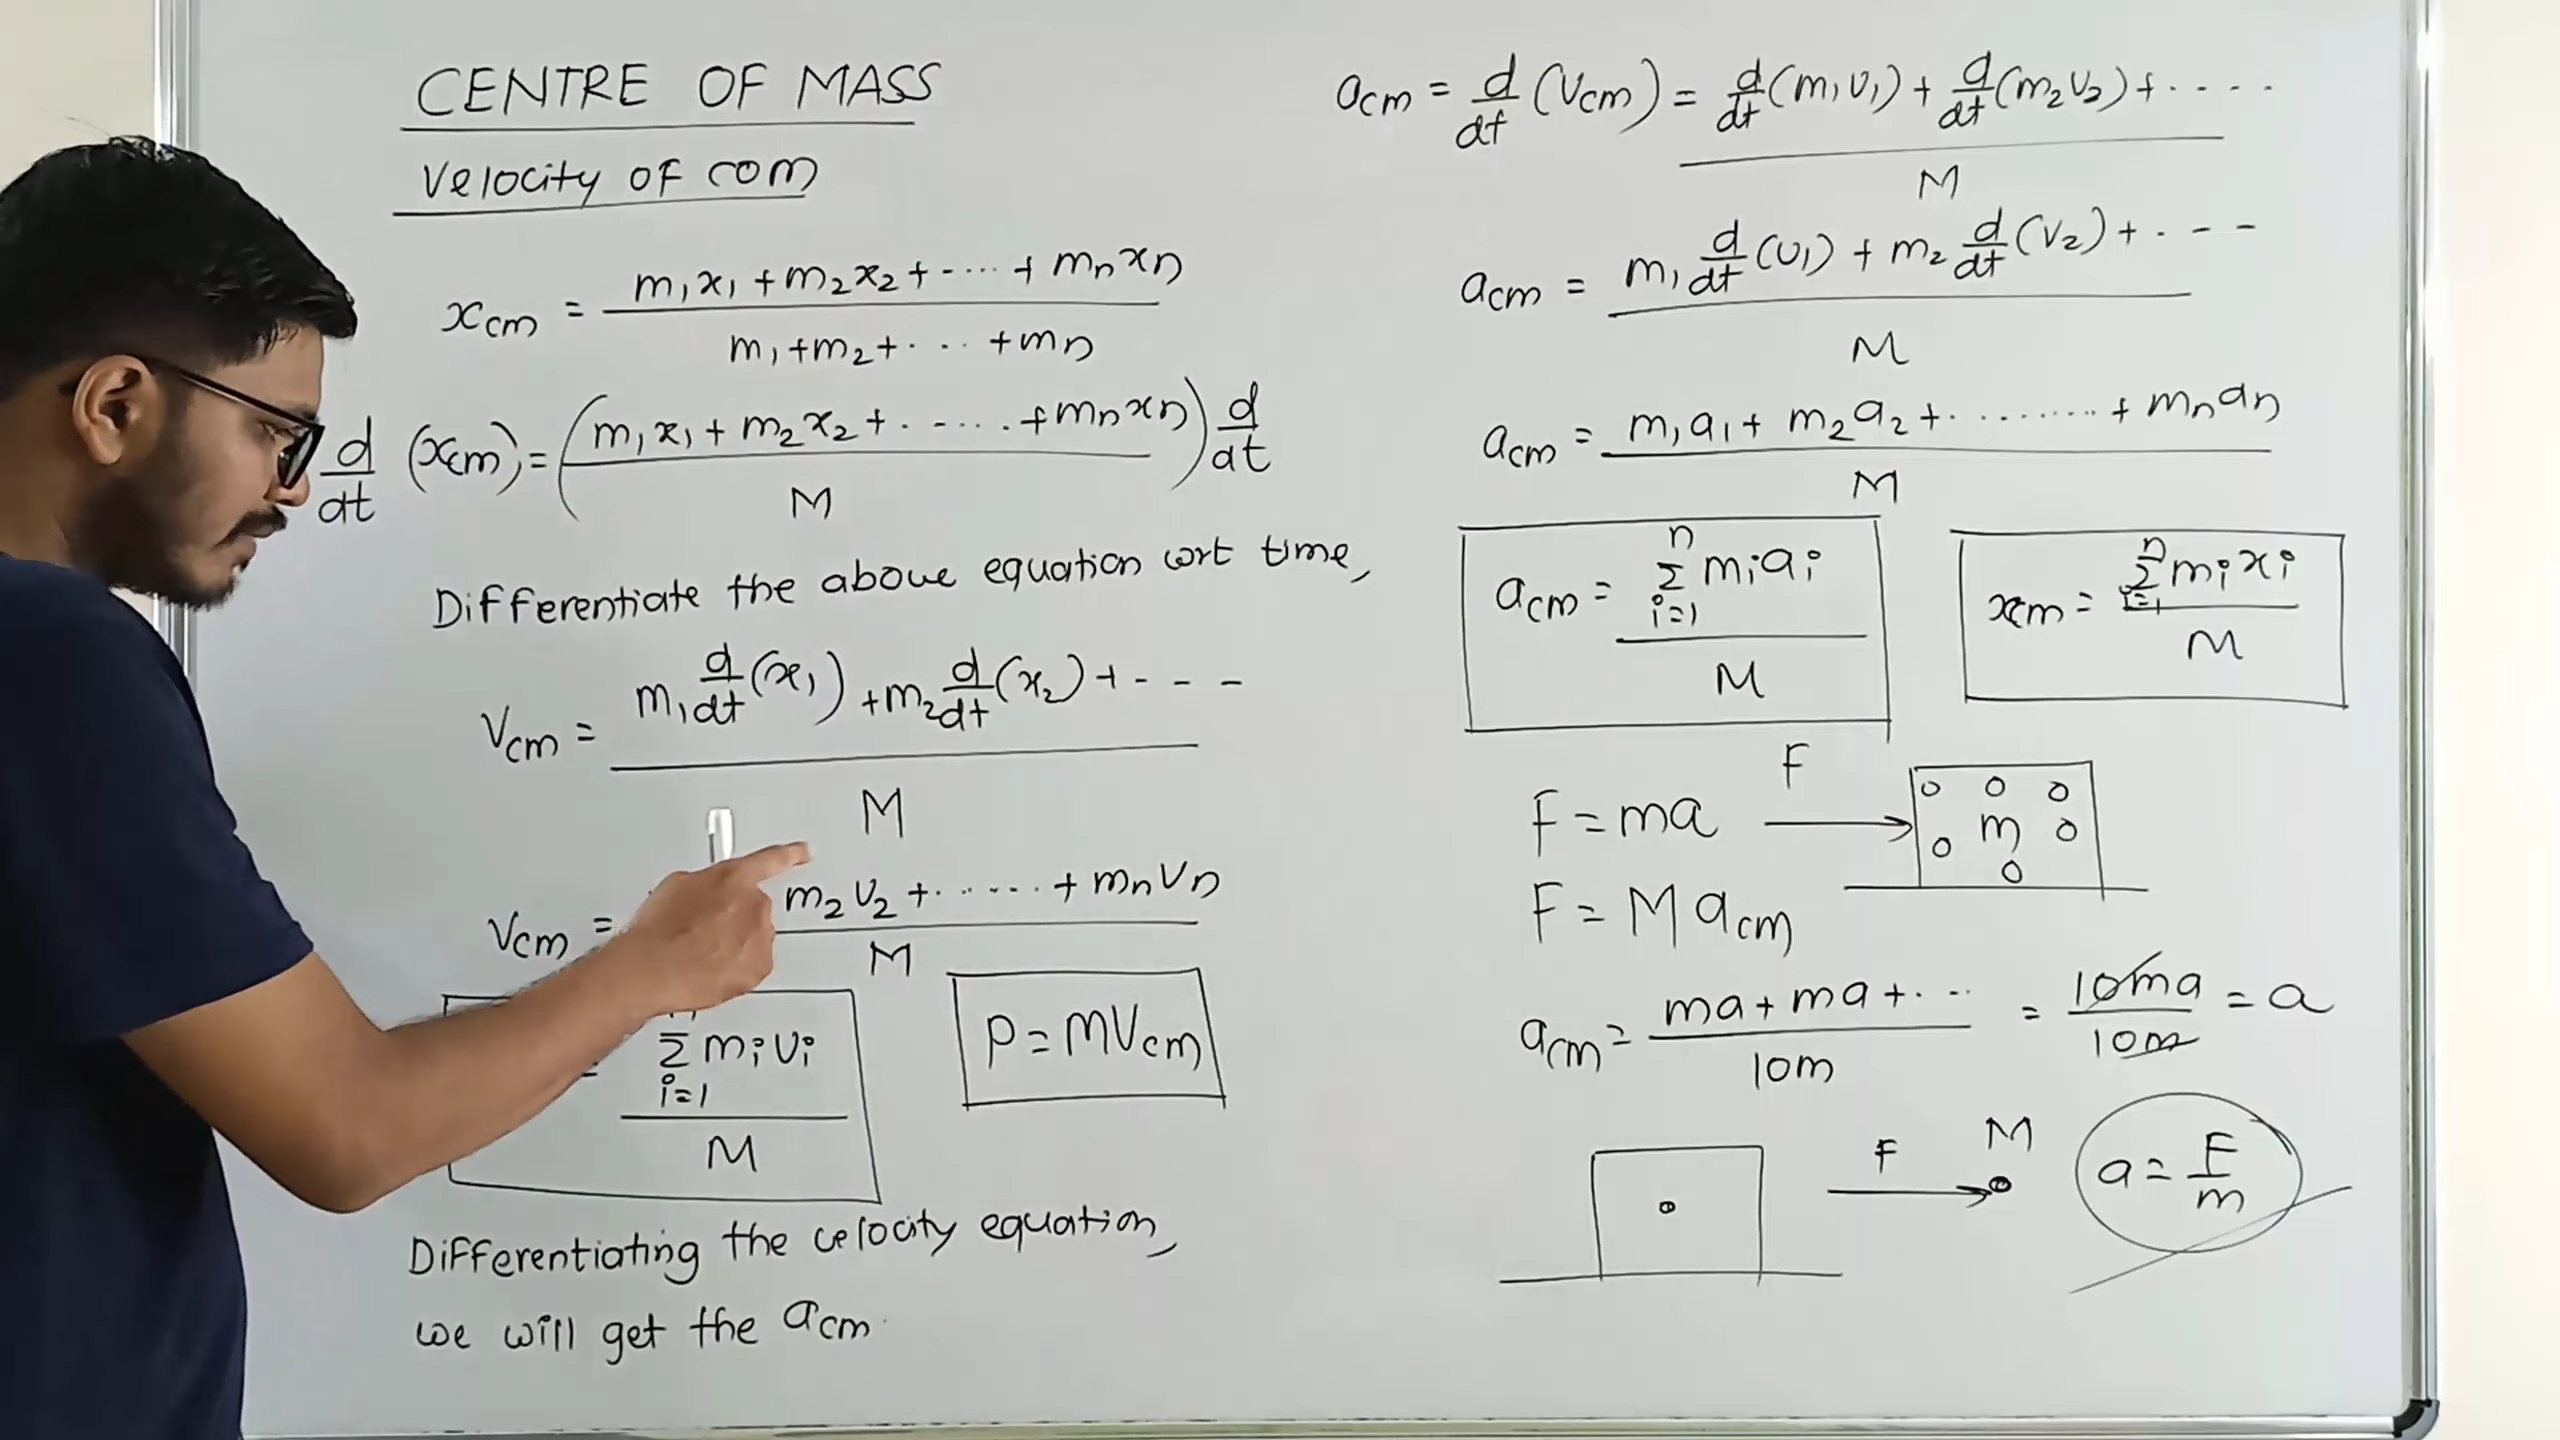 CENTRE OF MASS
Velocity of com
xcm = m₁x₁ + m₂x₂ + ····· + mₙxₙ
m₁ + m₂ + · ·· + mₙ
d/dt (xcm) = (m₁x₁ + m₂x₂ + ······ + mₙxₙ / M) d/dt
Differentiate the above equation wrt time,
Vcm = m₁ d/dt (x₁) + m₂ d/dt (x₂) + - - -
M
Vcm = m₂v₂ + ······ + mₙvₙ
M
= Σ mᵢvᵢ
i=1
M
P = MVcm
Differentiating the velocity equation,
we will get the acm.
acm = d/dt (Vcm) = d/dt (m₁v₁) + d/dt (m₂v₂) + ····
M
acm = m₁ d/dt (v₁) + m₂ d/dt (v₂) + · - - -
M
acm = m₁a₁ + m₂a₂ + ········· + mₙaₙ
M
acm = n Σ i=1 mᵢaᵢ / M
xcm = n Σ i=1 mᵢxᵢ / M
F = ma
F
m
F = M acm
acm = ma + ma + ··· / 10m = 10ma / 10m = a
F
M
a = F/m